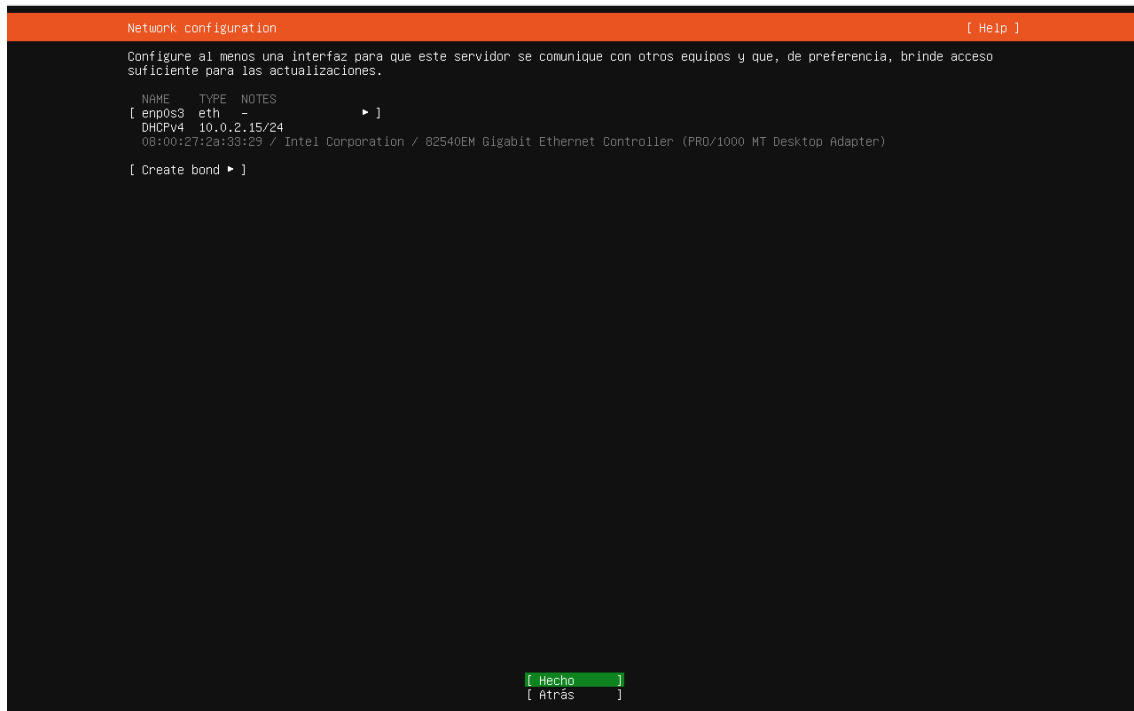 Network configuration [ Help ]
Configure al menos una interfaz para que este servidor se comunique con otros equipos y que, de preferencia, brinde acceso
suficiente para las actualizaciones.
NAME TYPE NOTES
[ enp0s3 eth - ▸ ]
DHCPv4 10.0.2.15/24
08:00:27:2a:33:29 / Intel Corporation / 82540EM Gigabit Ethernet Controller (PRO/1000 MT Desktop Adapter)
[ Create bond ▸ ]
[ Hecho ]
[ Atrás ]